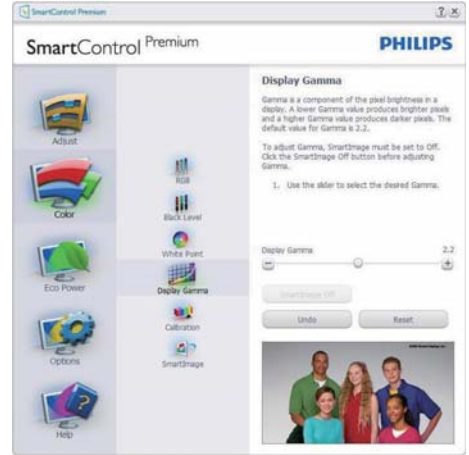 SmartControl Premium
SmartControl Premium
PHILIPS
Adjust
Color
Eco Power
Options
Help
RGB
Black Level
White Point
Display Gamma
Calibration
SmartImage
Display Gamma
Gamma is a component of the pixel brightness in a
display. A lower Gamma value produces brighter pixels
and a higher Gamma value produces darker pixels. The
default value for Gamma is 2.2.
To adjust Gamma, SmartImage must be set to Off.
Click the SmartImage Off button before adjusting
Gamma.
1. Use the slider to select the desired Gamma.
Display Gamma 2.2
SmartImage Off
Undo Reset